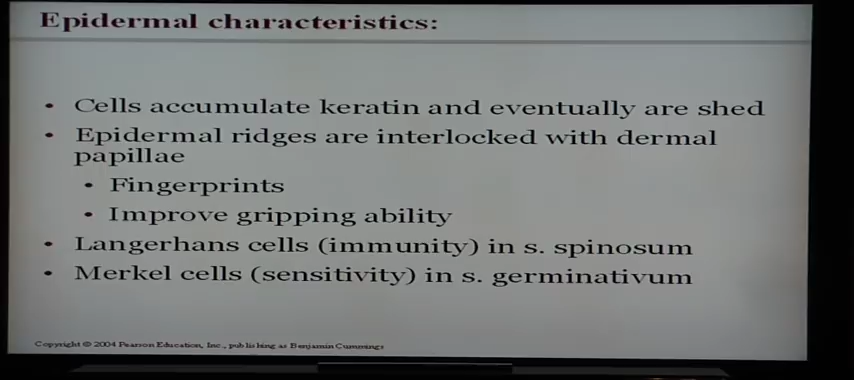 Epidermal characteristics:
• Cells accumulate keratin and eventually are shed
• Epidermal ridges are interlocked with dermal
papillae
• Fingerprints
• Improve gripping ability
• Langerhans cells (immunity) in s. spinosum
• Merkel cells (sensitivity) in s. germinativum
Copyright © 2004 Pearson Education, Inc., publishing as Benjamin Cummings